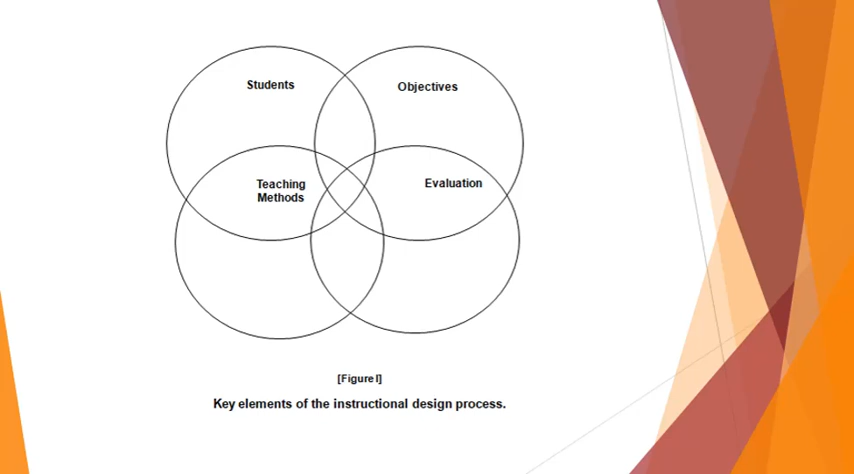 Students
Objectives
Teaching
Methods
Evaluation
[Figure I]
Key elements of the instructional design process.